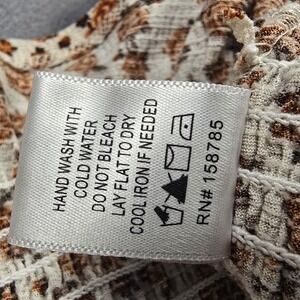 HAND WASH WITH
COLD WATER
DO NOT BLEACH
LAY FLAT TO DRY
COOL IRON IF NEEDED
RN# 158785